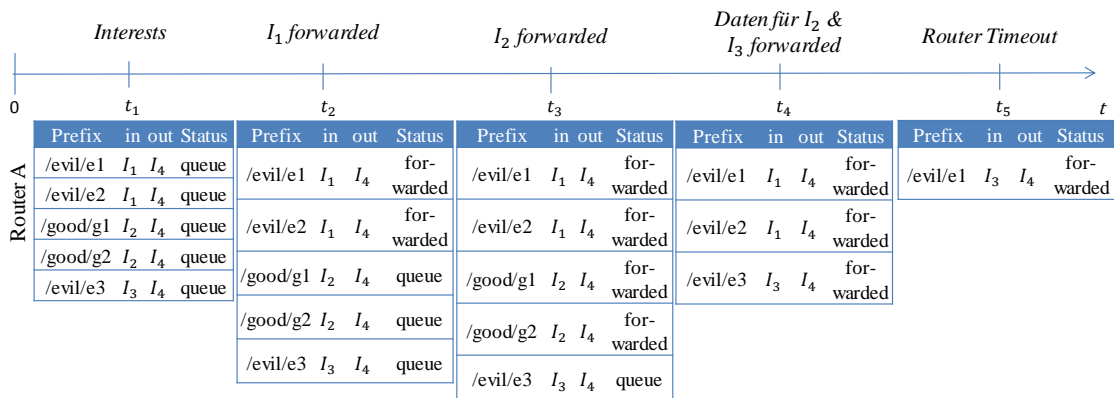 Interests
I₁ forwarded
I₂ forwarded
Daten für I₂ &
I₃ forwarded
Router Timeout
0 t₁ t₂ t₃ t₄ t₅ t
Router A
Prefix in out Status
/evil/e1 I₁ I₄ queue
/evil/e2 I₁ I₄ queue
/good/g1 I₂ I₄ queue
/good/g2 I₂ I₄ queue
/evil/e3 I₃ I₄ queue
Prefix in out Status
/evil/e1 I₁ I₄ for-
warded
/evil/e2 I₁ I₄ for-
warded
/good/g1 I₂ I₄ queue
/good/g2 I₂ I₄ queue
/evil/e3 I₃ I₄ queue
Prefix in out Status
/evil/e1 I₁ I₄ for-
warded
/evil/e2 I₁ I₄ for-
warded
/good/g1 I₂ I₄ for-
warded
/good/g2 I₂ I₄ for-
warded
/evil/e3 I₃ I₄ queue
Prefix in out Status
/evil/e1 I₁ I₄ for-
warded
/evil/e2 I₁ I₄ for-
warded
/evil/e3 I₃ I₄ for-
warded
Prefix in out Status
/evil/e1 I₃ I₄ for-
warded